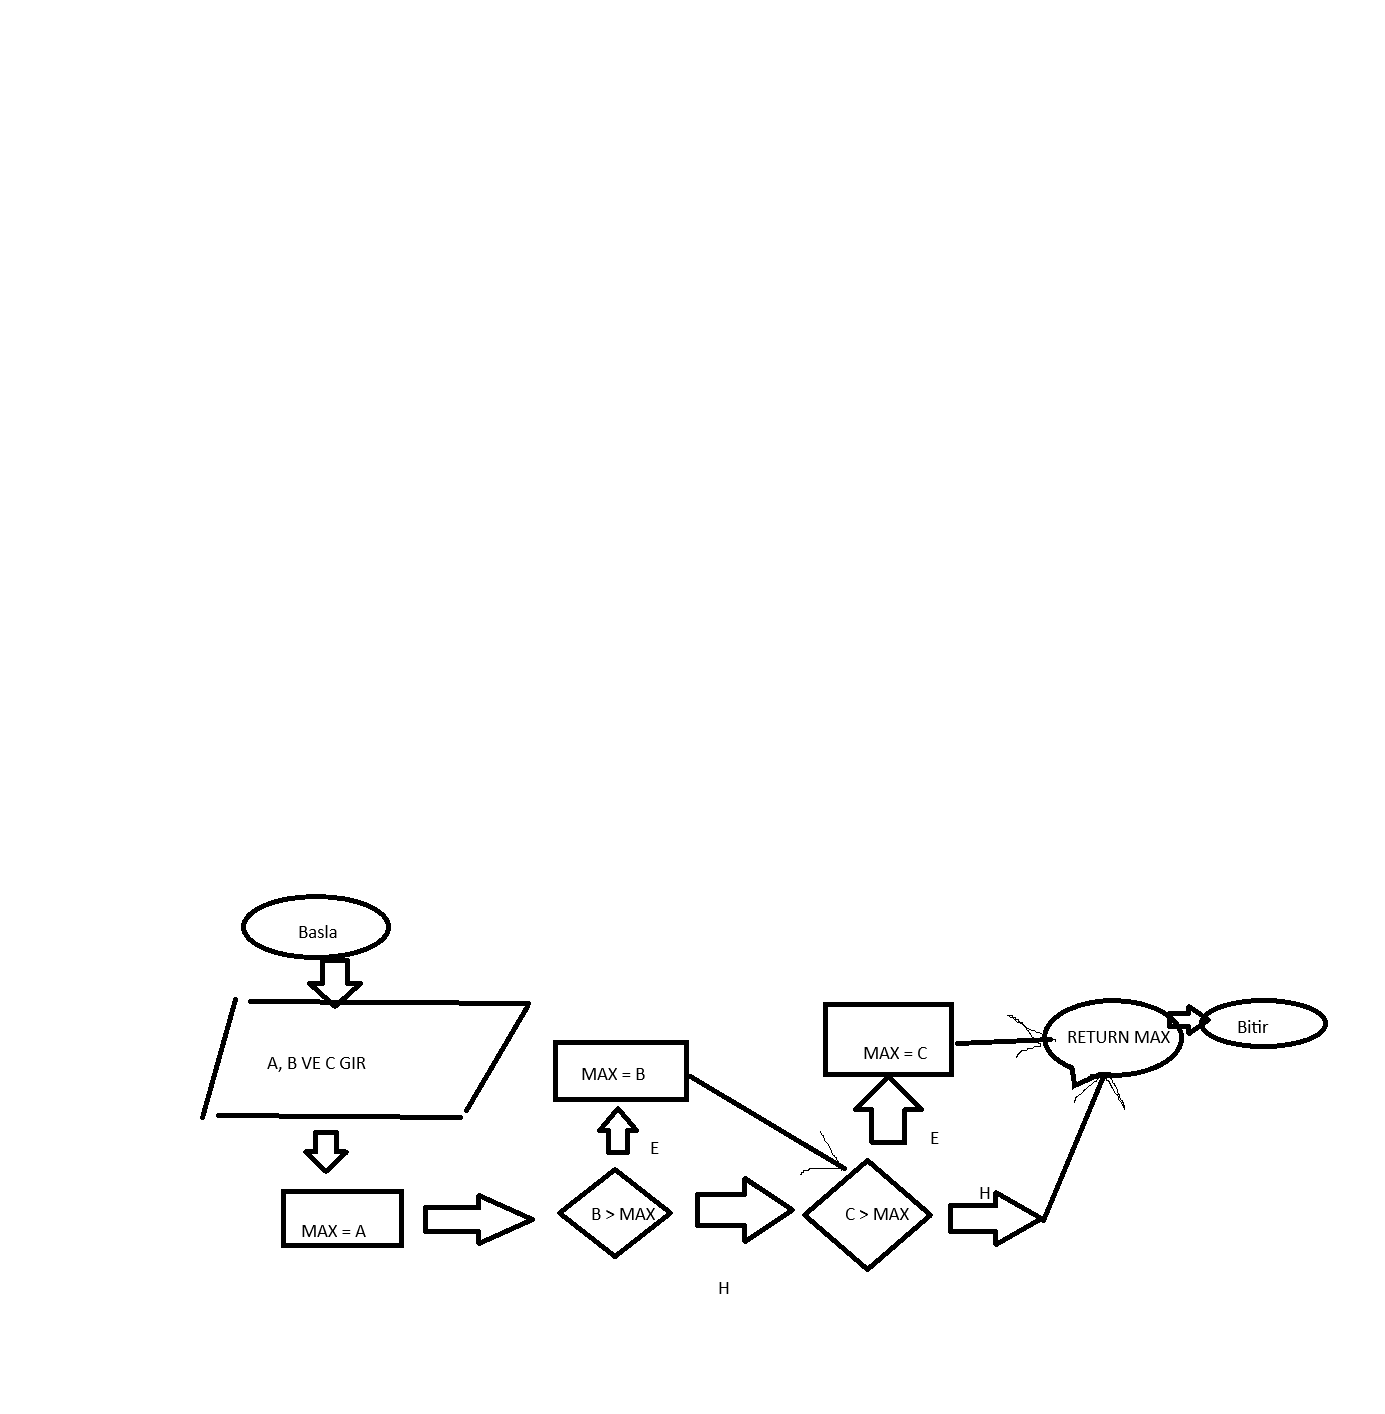 Basla
A, B VE C GIR
MAX = A
B > MAX
E
MAX = B
H
C > MAX
E
MAX = C
H
RETURN MAX
Bitir